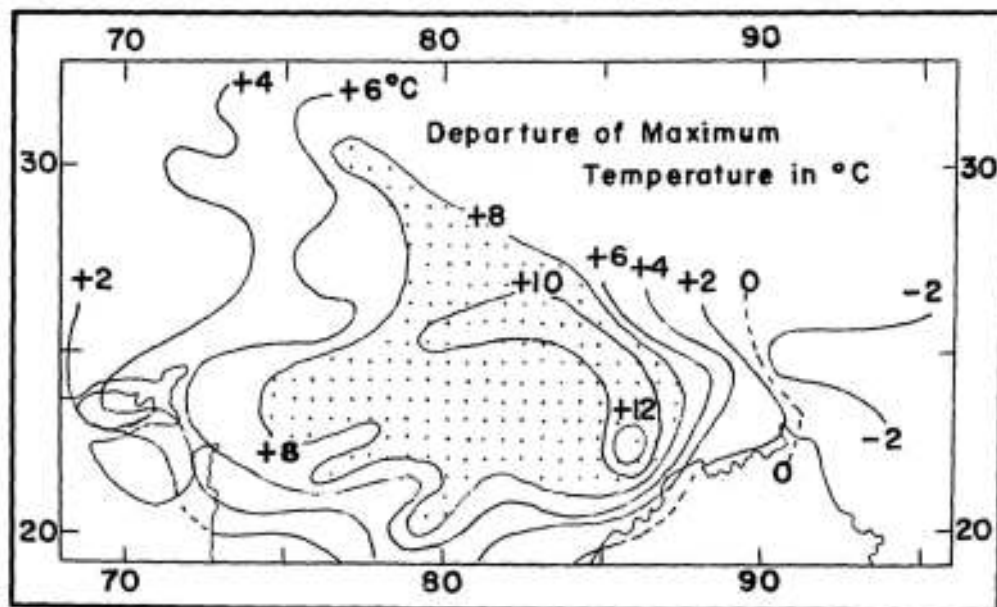 70 80 90
+4 +6°C
Departure of Maximum
Temperature in °C
30 30
+8
+2 +10 +6 +4 +2 0 -2
+12
+8 -2
0
20 20
70 80 90